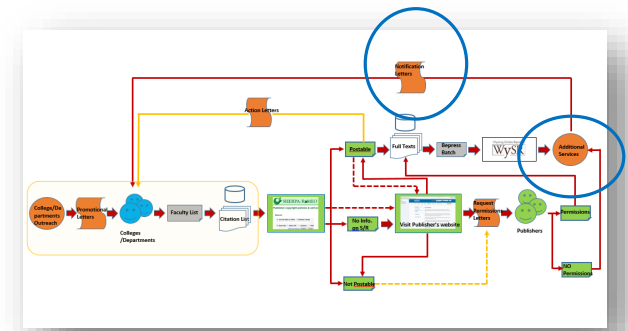 Notification
Letters
Action Letters
Postable
Full Texts
Bepress
Batch
WySR
Additional
Services
College/De
partments
Outreach
Promotional
Letters
Colleges
/Departments
Faculty List
Citation List
SHERPA/RoMEO
No Info.
on S/R
Visit Publisher's website
Request
Permissions
Letters
Publishers
Permissions
NO
Permissions
Not Postable